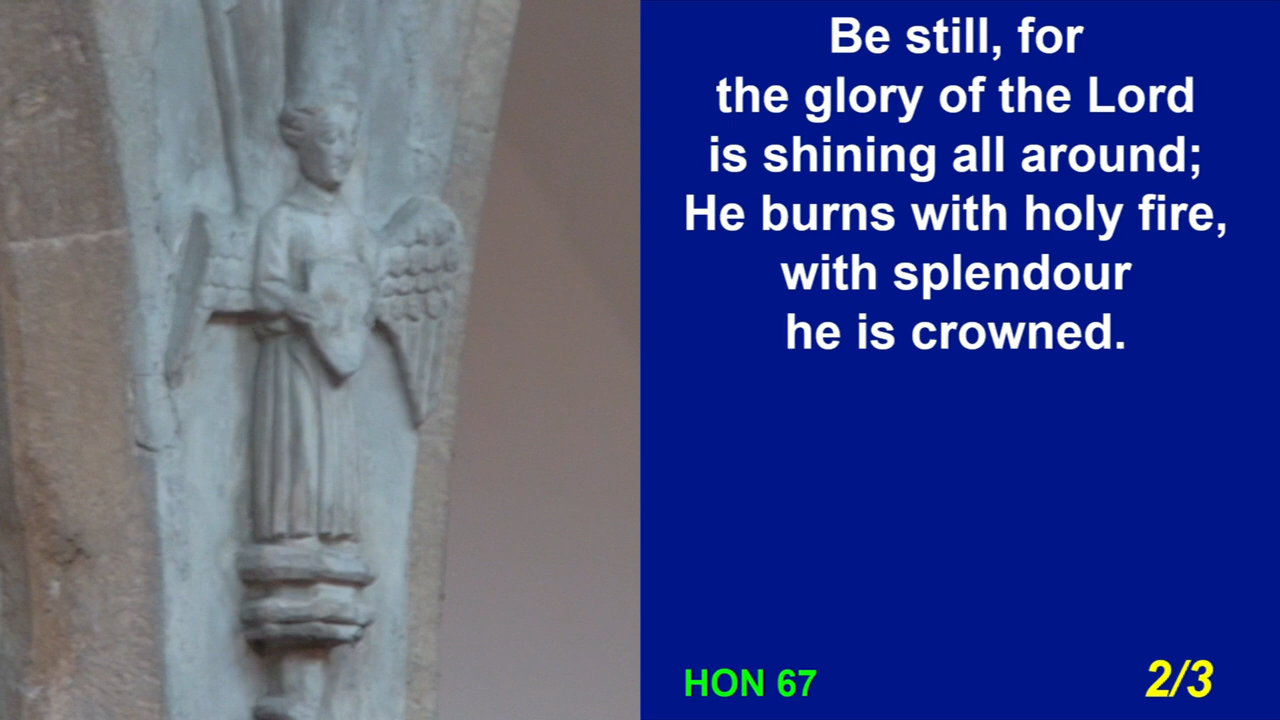 Be still, for
the glory of the Lord
is shining all around;
He burns with holy fire,
with splendour
he is crowned.
HON 67
2/3